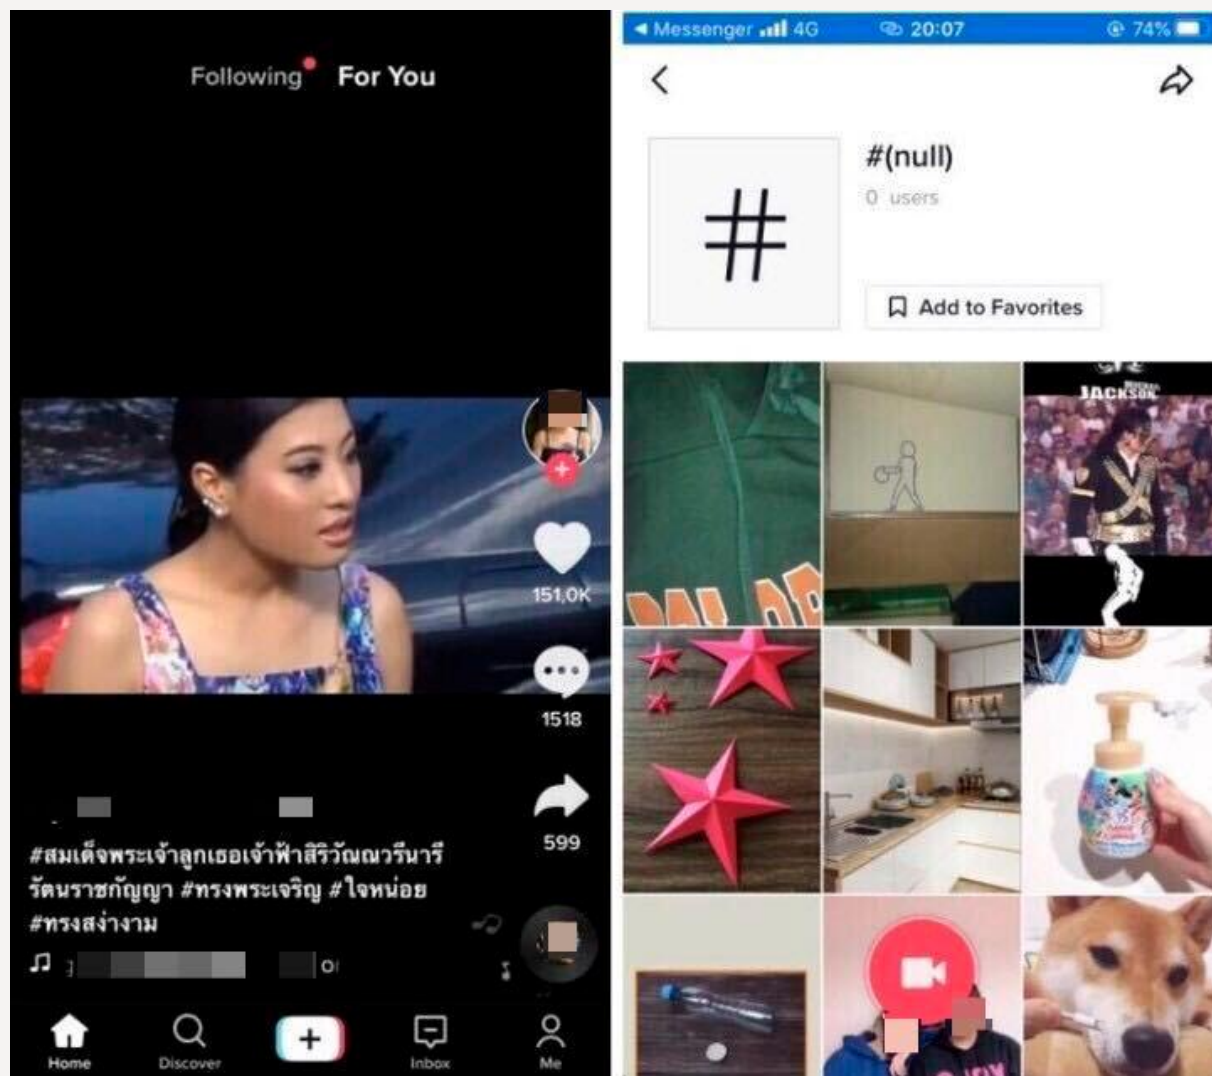 Following
For You
151,0K
1518
599
#สมเด็จพระเจ้าลูกเธอเจ้าฟ้าสิริวัณณวรีนารี
รัตนราชกัญญา #ทรงพระเจริญ #ใจหน่อย
#ทรงสง่างาม
Home
Discover
Inbox
Me
Messenger 4G 20:07 74%
#(null)
0 users
Add to Favorites
JACKSON